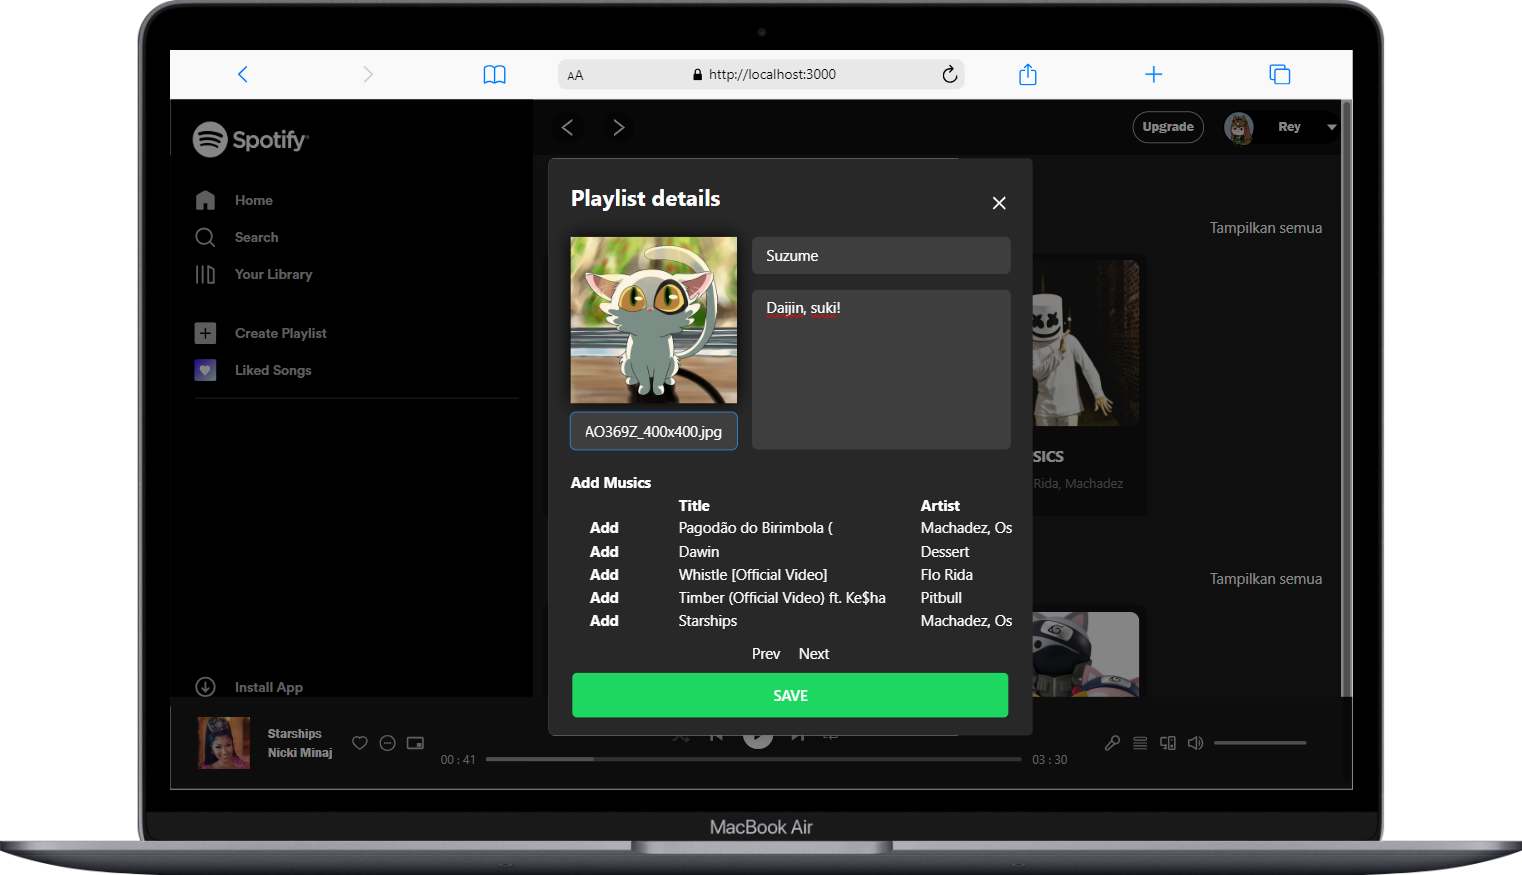 AA
http://localhost:3000
Spotify
Upgrade
Rey
Home
Search
Your Library
Create Playlist
Liked Songs
Install App
Tampilkan semua
Playlist details
Suzume
Daijin, suki!
AO369Z_400x400.jpg
SICS
Rida, Machadez
Add Musics
Title Artist
Add Pagodão do Birimbola ( Machadez, Os
Add Dawin Dessert
Add Whistle [Official Video] Flo Rida
Add Timber (Official Video) ft. Ke$ha Pitbull
Add Starships Machadez, Os
Tampilkan semua
Prev Next
SAVE
Starships
Nicki Minaj
00 : 41
03 : 30
MacBook Air